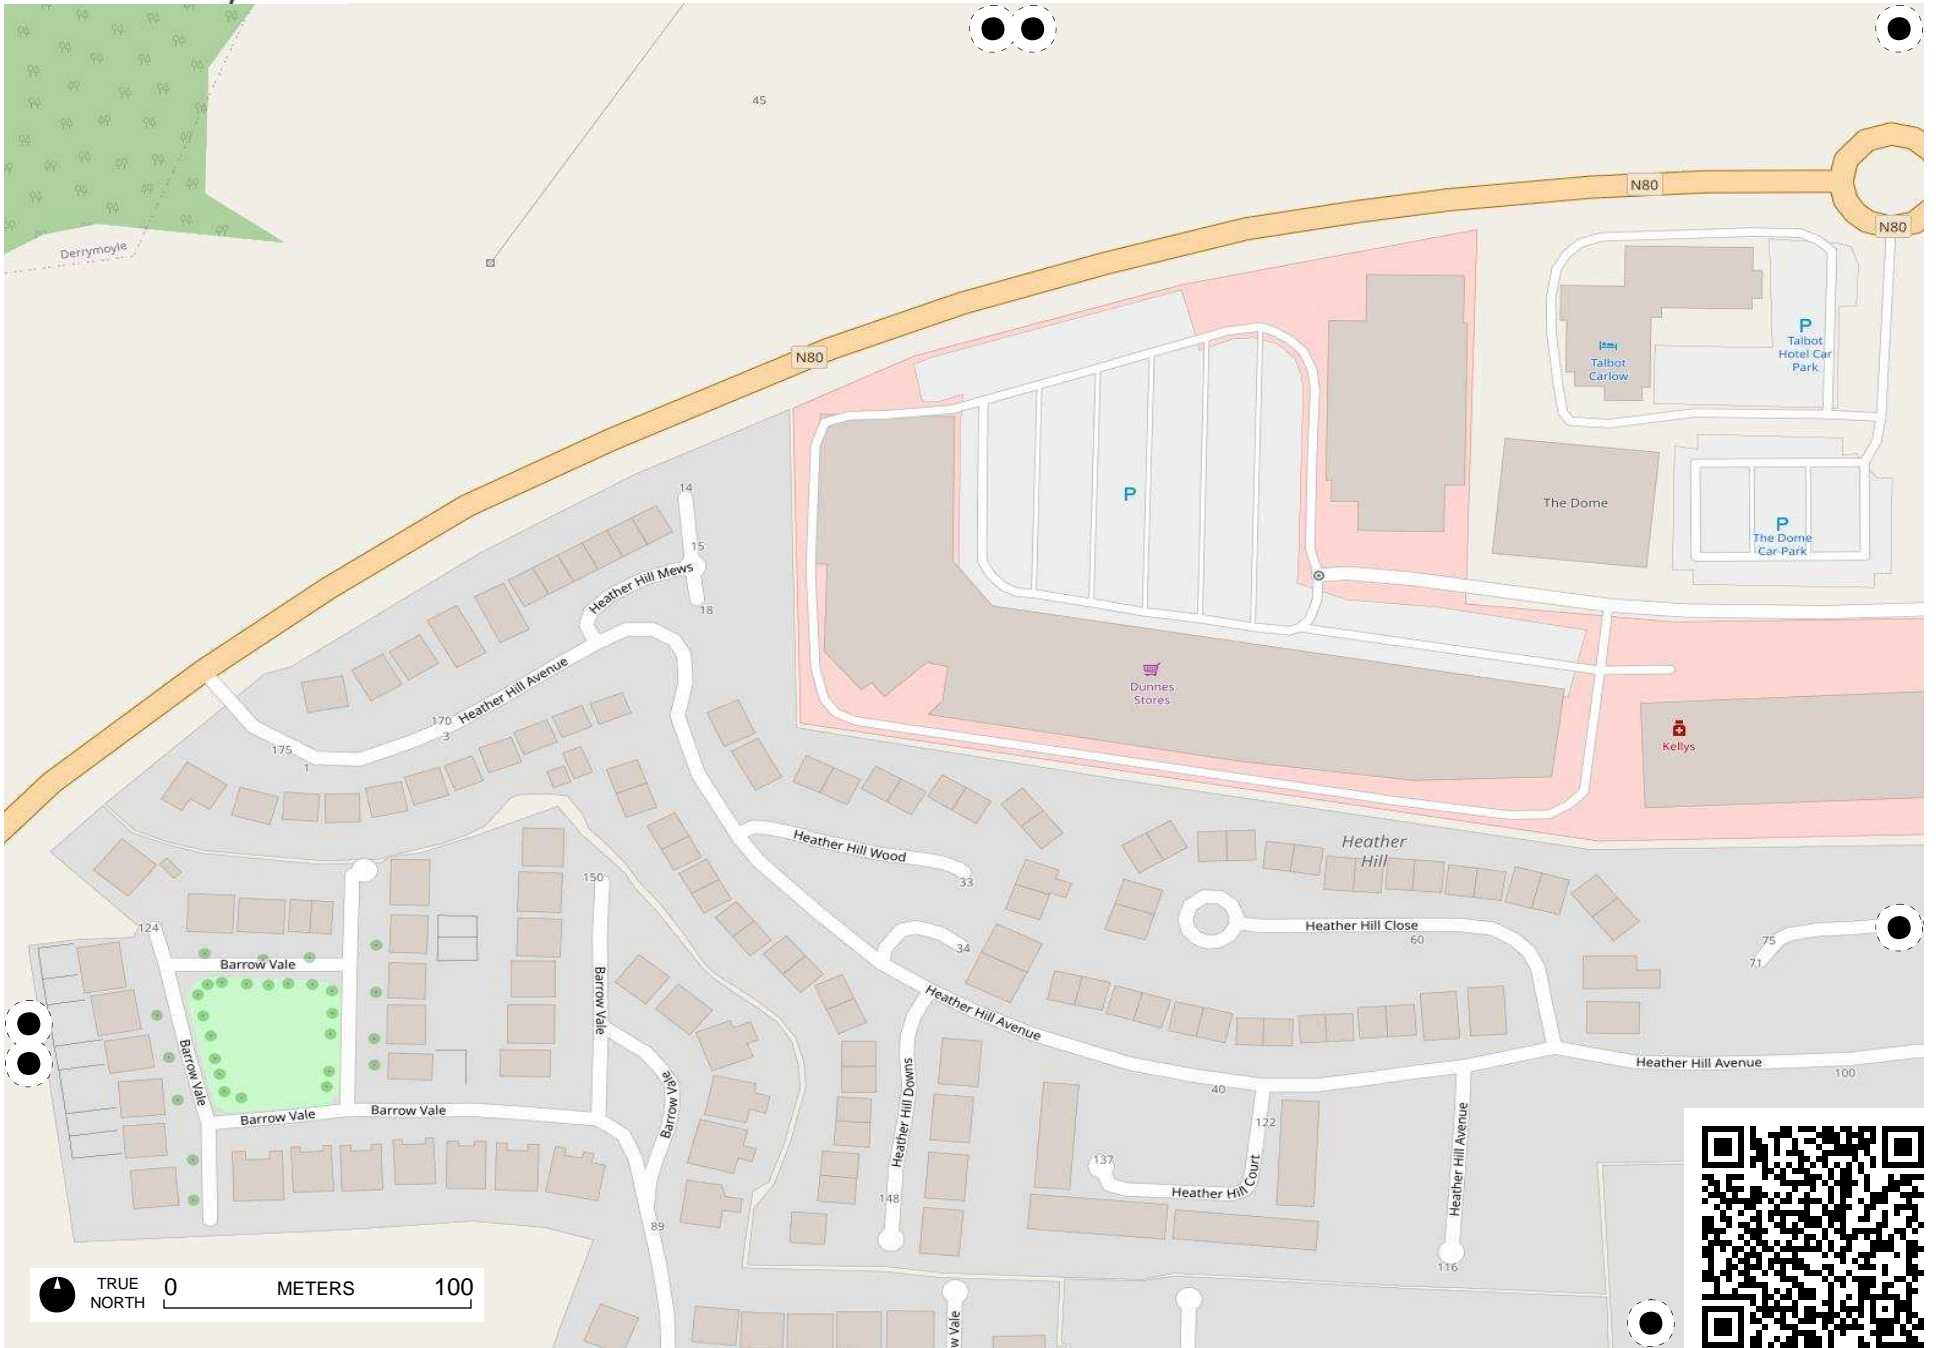 45
N80
N80
Derrymoyle
N80
Talbot
Hotel Car
Park
Talbot
Carlow
P
P
The Dome
P
The Dome
Car Park
14
15
Heather Hill Mews
18
Heather Hill Avenue
170
3
175
1
Dunnes
Stores
Kellys
Heather Hill Wood
33
Heather
Hill
150
124
Heather Hill Close
60
34
75
71
Barrow Vale
Barrow Vale
Heather Hill Avenue
Barrow Vale
Heather Hill Downs
Heather Hill Avenue
100
40
Barrow Vale
Barrow Vale
Barrow Vale
122
Heather Hill Avenue
137
Heather Hill Court
148
89
116
TRUE
NORTH
0 METERS 100
w Vale